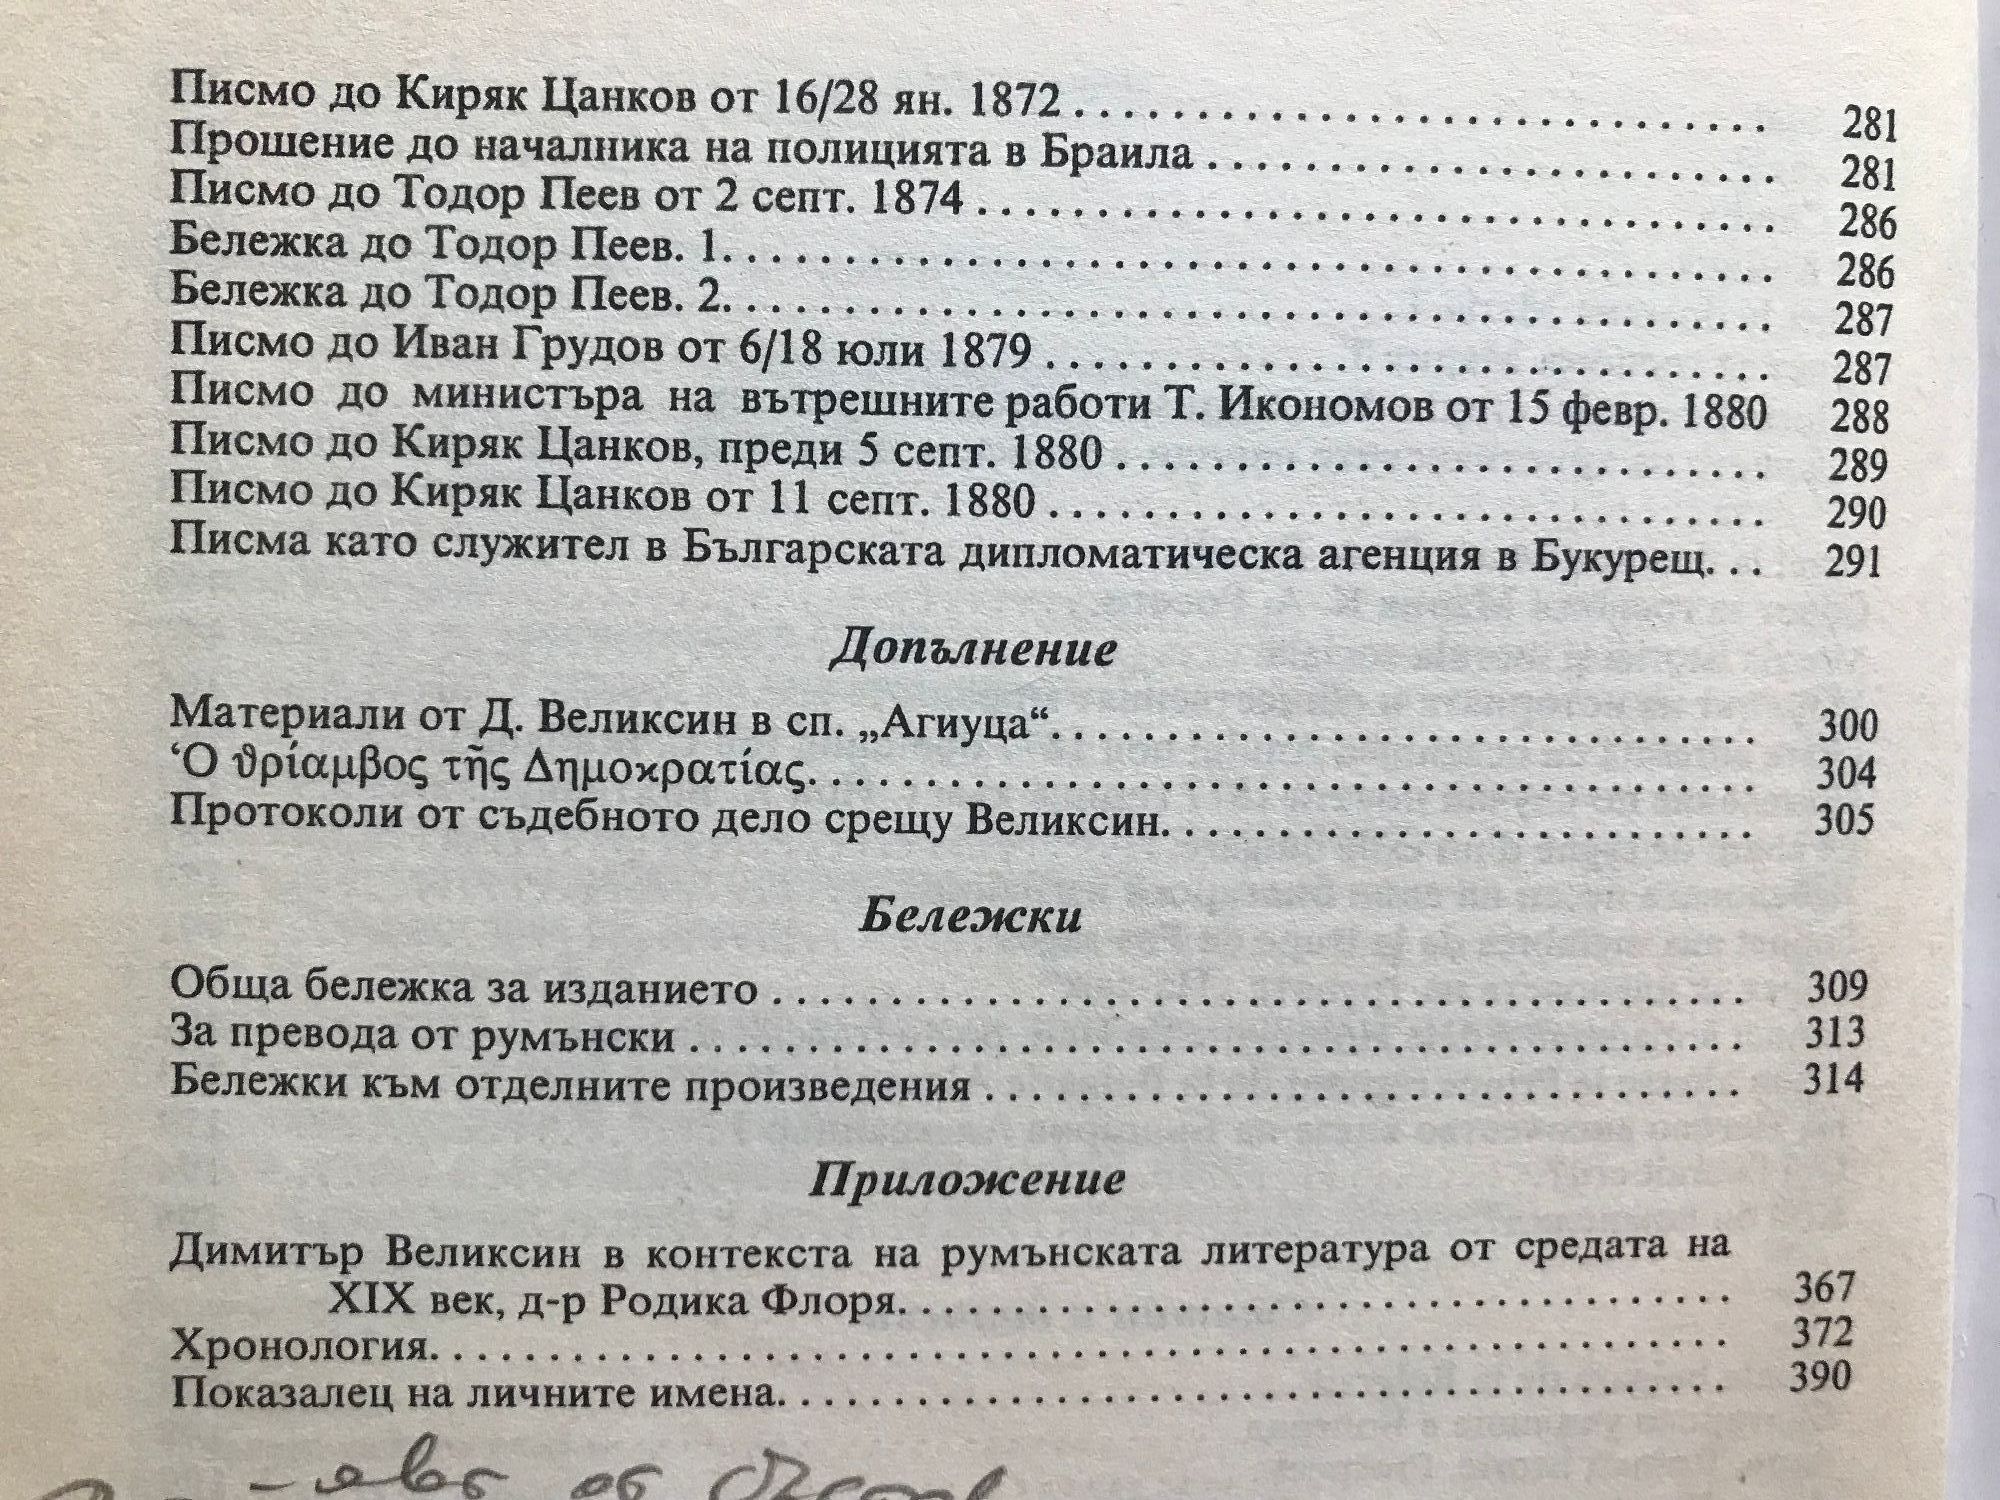 Писмо до Киряк Цанков от 16/28 ян. 1872 . . . . . . . . . . . . . . . . . . . . . . . . . . . . . 281
Прошение до началника на полицията в Браила . . . . . . . . . . . . . . . . . . . . . . . . 281
Писмо до Тодор Пеев от 2 септ. 1874 . . . . . . . . . . . . . . . . . . . . . . . . . . . . . . . . . 286
Бележка до Тодор Пеев. 1. . . . . . . . . . . . . . . . . . . . . . . . . . . . . . . . . . . . . . . . . . . . 286
Бележка до Тодор Пеев. 2. . . . . . . . . . . . . . . . . . . . . . . . . . . . . . . . . . . . . . . . . . . . 287
Писмо до Иван Грудов от 6/18 юли 1879 . . . . . . . . . . . . . . . . . . . . . . . . . . . . . . 287
Писмо до министъра на вътрешните работи Т. Икономов от 15 февр. 1880 288
Писмо до Киряк Цанков, преди 5 септ. 1880 . . . . . . . . . . . . . . . . . . . . . . . . . . . 289
Писмо до Киряк Цанков от 11 септ. 1880 . . . . . . . . . . . . . . . . . . . . . . . . . . . . . . 290
Писма като служител в Българската дипломатическа агенция в Букурещ. . . 291
Допълнение
Материали от Д. Великсин в сп. „Агиуца“. . . . . . . . . . . . . . . . . . . . . . . . . . . . . . 300
Ὁ ϑρίαμβος τῆς Δημοκρατίας. . . . . . . . . . . . . . . . . . . . . . . . . . . . . . . . . . . . . . . . 304
Протоколи от съдебното дело срещу Великсин. . . . . . . . . . . . . . . . . . . . . . . . . 305
Бележски
Обща бележка за изданието . . . . . . . . . . . . . . . . . . . . . . . . . . . . . . . . . . . . . . . . . 309
За превода от румънски . . . . . . . . . . . . . . . . . . . . . . . . . . . . . . . . . . . . . . . . . . . . . 313
Бележки към отделните произведения . . . . . . . . . . . . . . . . . . . . . . . . . . . . . . . . 314
Приложение
Димитър Великсин в контекста на румънската литература от средата на
XIX век, д-р Родика Флоря. . . . . . . . . . . . . . . . . . . . . . . . . . . . . . . . . . . . 367
Хронология. . . . . . . . . . . . . . . . . . . . . . . . . . . . . . . . . . . . . . . . . . . . . . . . . . . . . . . . 372
Показалец на личните имена. . . . . . . . . . . . . . . . . . . . . . . . . . . . . . . . . . . . . . . . . 390